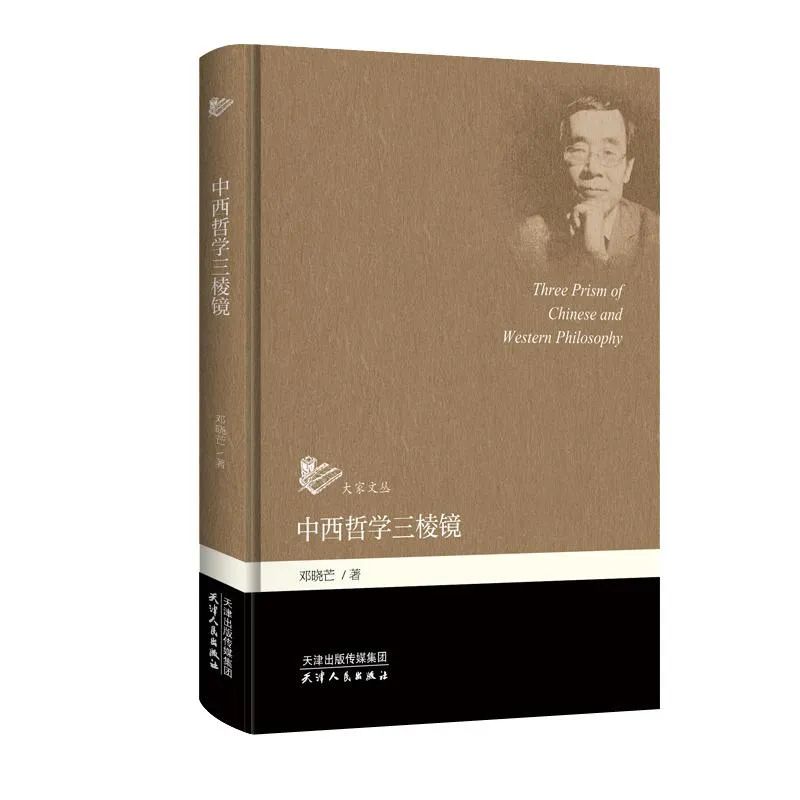 中西哲学三棱镜
邓晓芒/著
天津出版传媒集团
天津人民出版社
Three Prism of
Chinese and
Western Philosophy
大家文丛
中西哲学三棱镜
邓晓芒 / 著
天津出版传媒集团
天津人民出版社